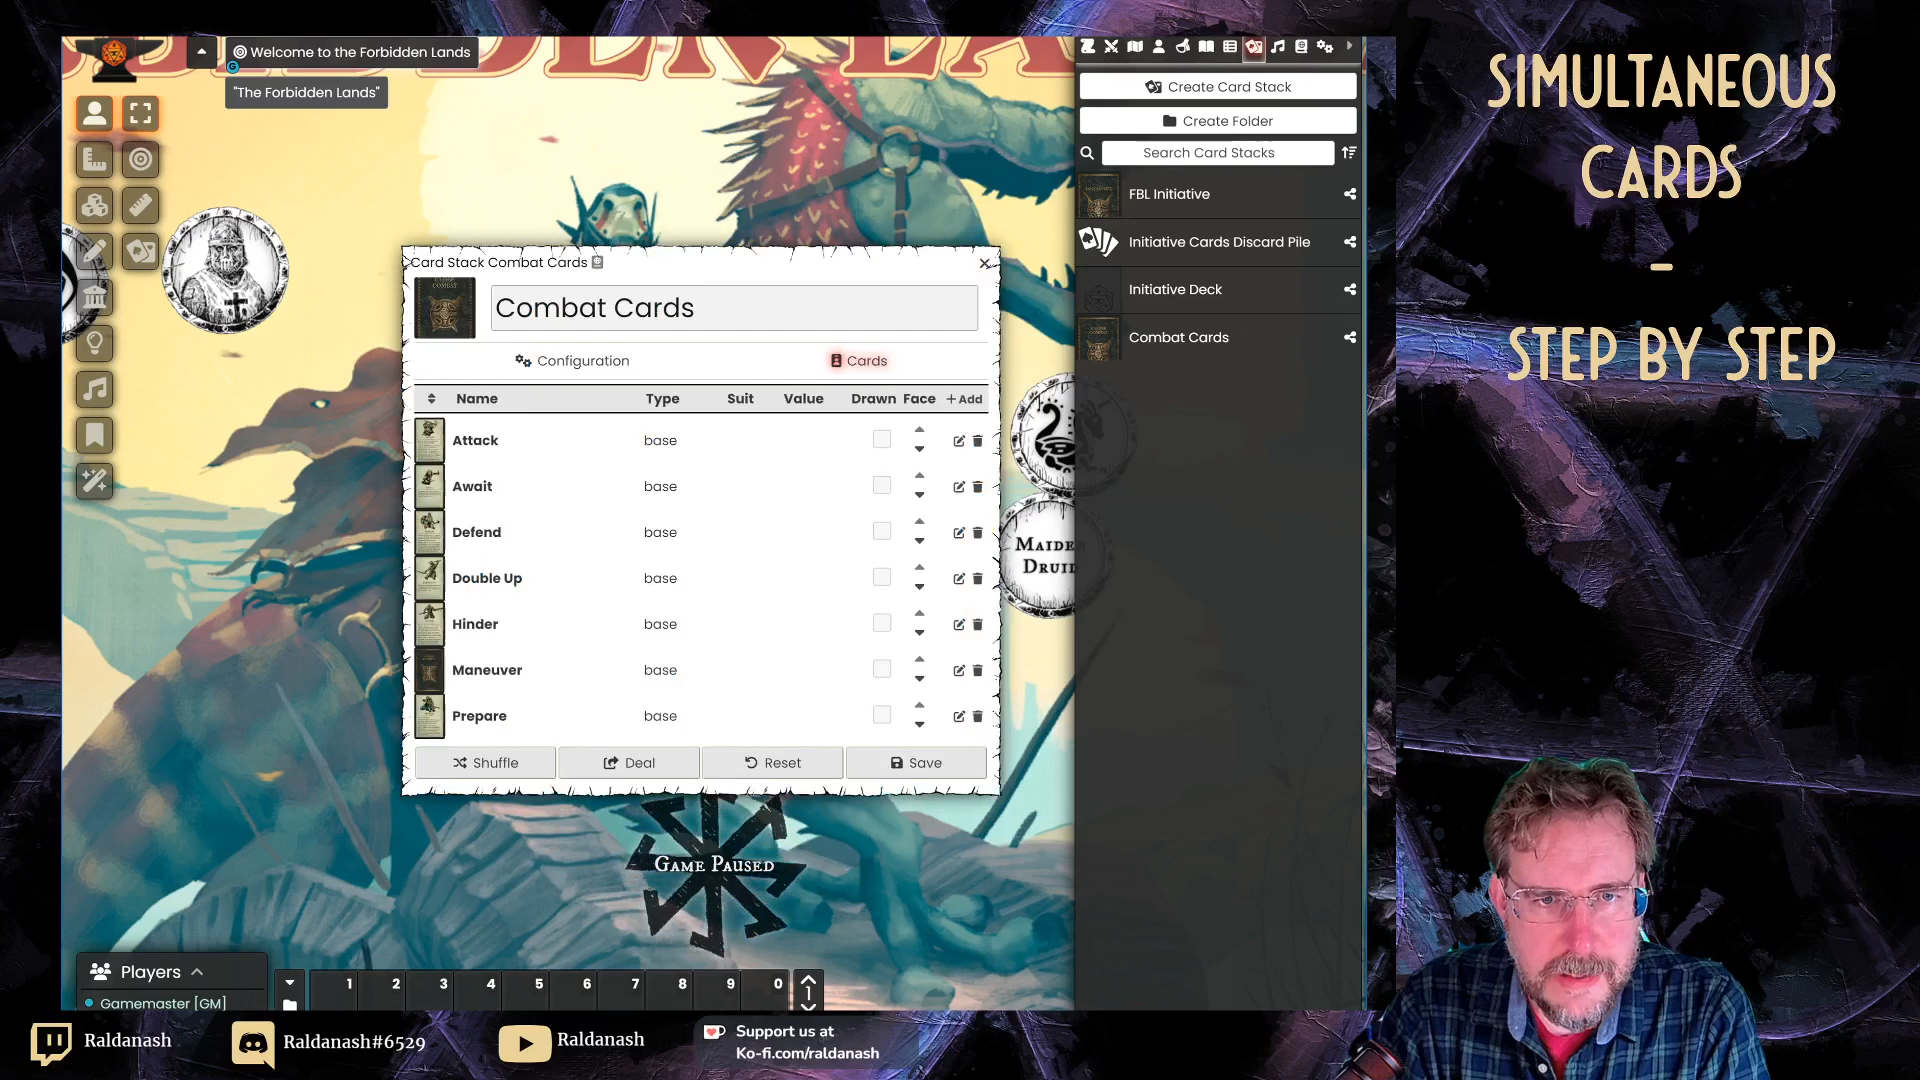 Welcome to the Forbidden Lands
"The Forbidden Lands"
G
Create Card Stack
Create Folder
Search Card Stacks
FBL Initiative
Initiative Cards Discard Pile
Initiative Deck
Combat Cards
Card Stack Combat Cards
COMBAT
Combat Cards
Configuration
Cards
Name Type Suit Value Drawn Face + Add
Attack base
Await base
Defend base
Double Up base
Hinder base
Maneuver base
Prepare base
Shuffle Deal Reset Save
MAIDEN
DRUID
GAME PAUSED
Players
Gamemaster [GM]
1 2 3 4 5 6 7 8 9 0 1
SIMULTANEOUS
CARDS
-
STEP BY STEP
Raldanash
Raldanash#6529
Raldanash
Support us at
Ko-fi.com/raldanash